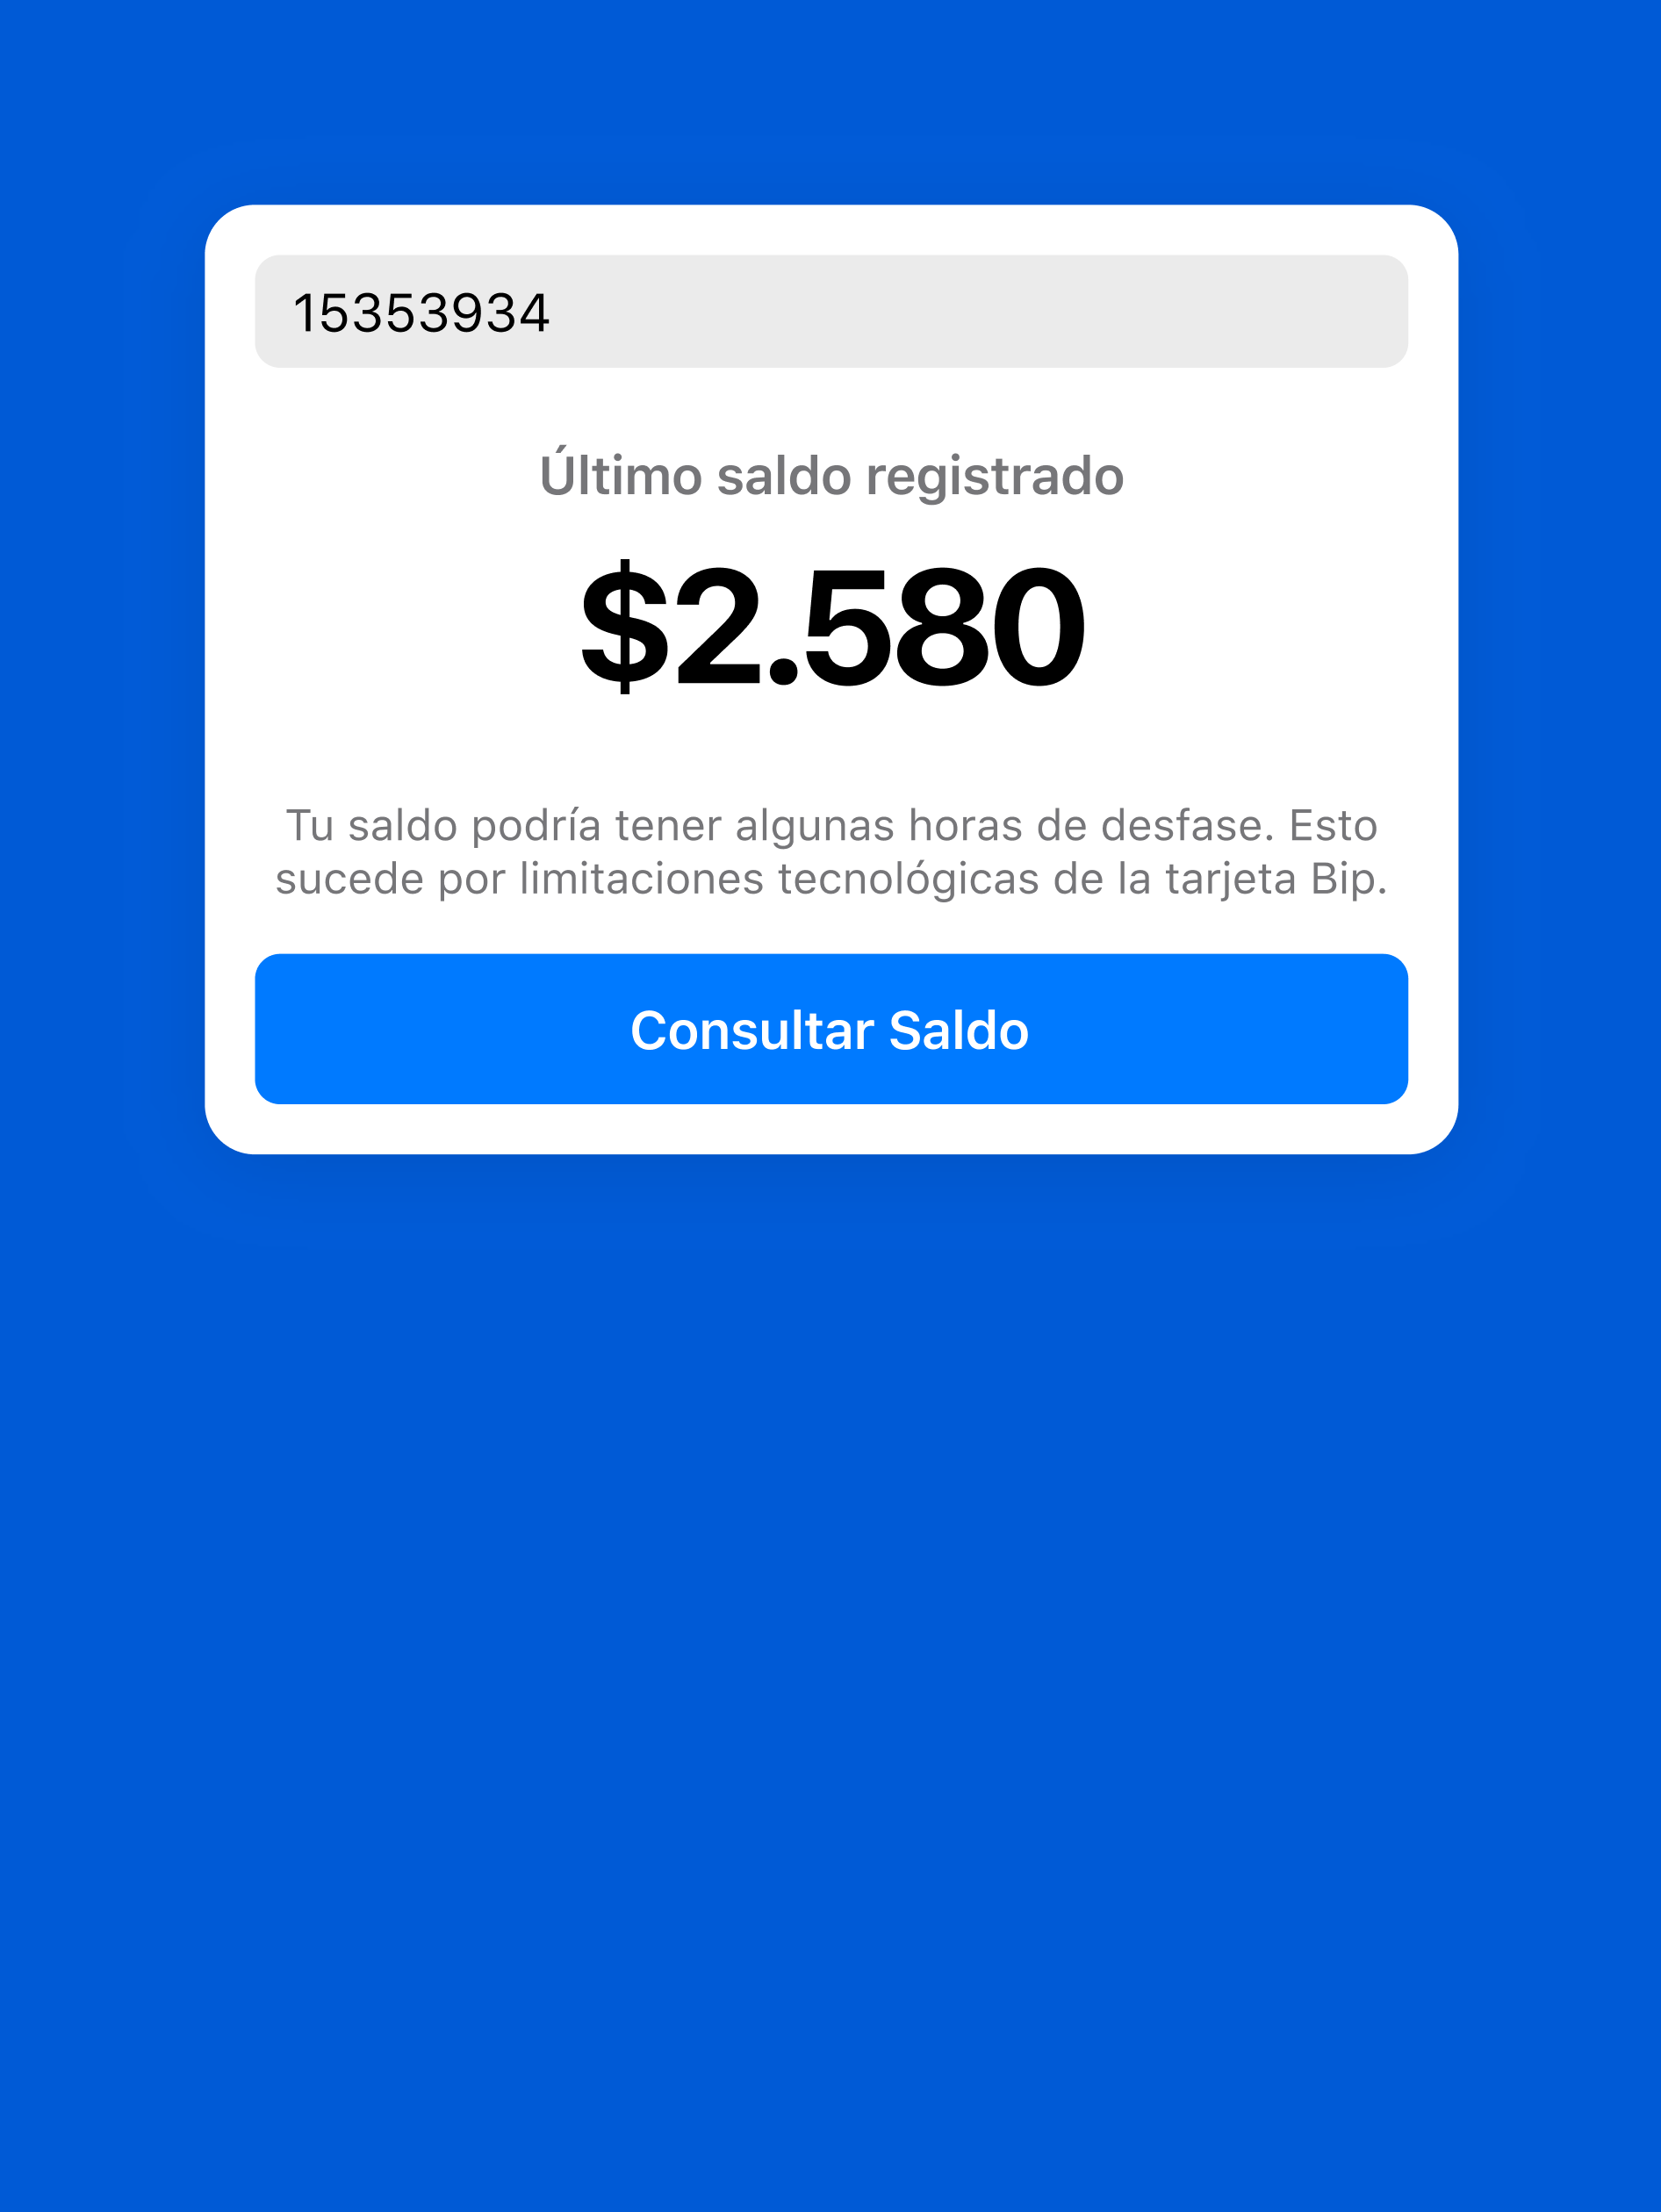 15353934
Último saldo registrado
$2.580
Tu saldo podría tener algunas horas de desfase. Esto
sucede por limitaciones tecnológicas de la tarjeta Bip.
Consultar Saldo